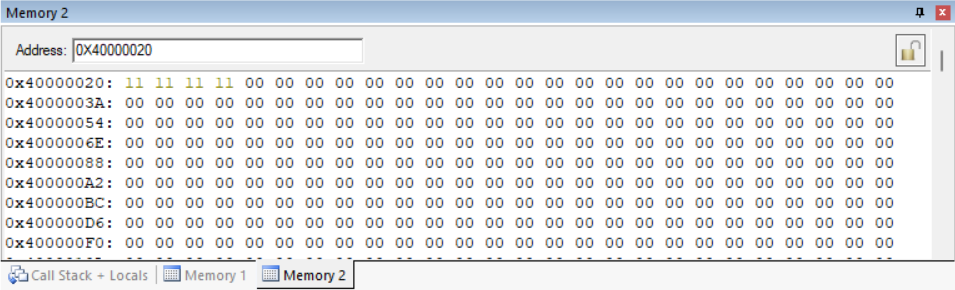 Memory 2
Address: 0X40000020
0x40000020: 11 11 11 11 00 00 00 00 00 00 00 00 00 00 00 00 00 00 00 00 00 00 00 00 00 00
0x4000003A: 00 00 00 00 00 00 00 00 00 00 00 00 00 00 00 00 00 00 00 00 00 00 00 00 00 00
0x40000054: 00 00 00 00 00 00 00 00 00 00 00 00 00 00 00 00 00 00 00 00 00 00 00 00 00 00
0x4000006E: 00 00 00 00 00 00 00 00 00 00 00 00 00 00 00 00 00 00 00 00 00 00 00 00 00 00
0x40000088: 00 00 00 00 00 00 00 00 00 00 00 00 00 00 00 00 00 00 00 00 00 00 00 00 00 00
0x400000A2: 00 00 00 00 00 00 00 00 00 00 00 00 00 00 00 00 00 00 00 00 00 00 00 00 00 00
0x400000BC: 00 00 00 00 00 00 00 00 00 00 00 00 00 00 00 00 00 00 00 00 00 00 00 00 00 00
0x400000D6: 00 00 00 00 00 00 00 00 00 00 00 00 00 00 00 00 00 00 00 00 00 00 00 00 00 00
0x400000F0: 00 00 00 00 00 00 00 00 00 00 00 00 00 00 00 00 00 00 00 00 00 00 00 00 00 00
Call Stack + Locals Memory 1 Memory 2